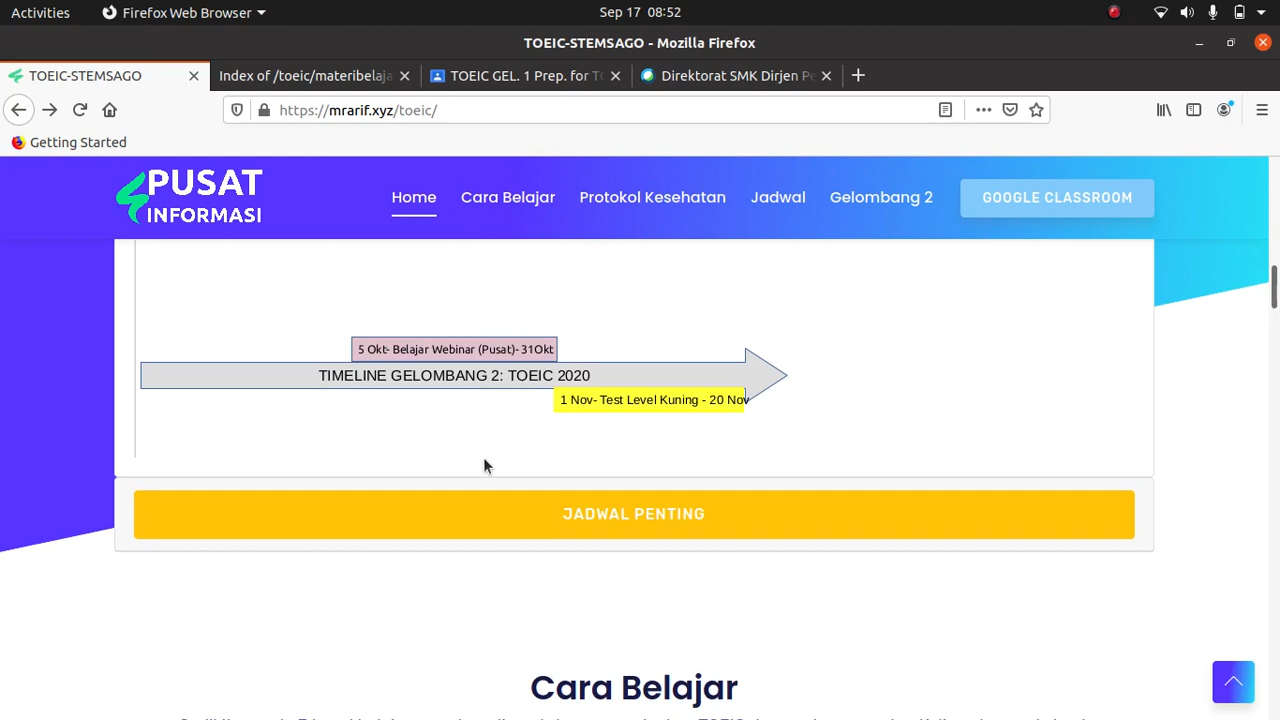 Activities
Firefox Web Browser
Sep 17 08:52
TOEIC-STEMSAGO - Mozilla Firefox
TOEIC-STEMSAGO
Index of /toeic/materibelaja
TOEIC GEL. 1 Prep. for TO
Direktorat SMK Dirjen Pe
https://mrarif.xyz/toeic/
Getting Started
PUSAT
INFORMASI
Home
Cara Belajar
Protokol Kesehatan
Jadwal
Gelombang 2
GOOGLE CLASSROOM
5 Okt- Belajar Webinar (Pusat)- 31Okt
TIMELINE GELOMBANG 2: TOEIC 2020
1 Nov- Test Level Kuning - 20 Nov
JADWAL PENTING
Cara Belajar